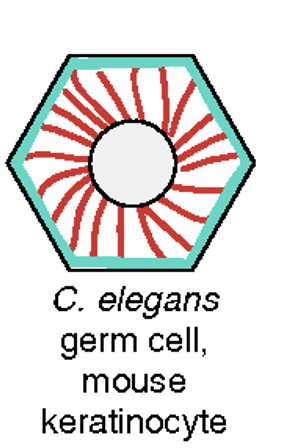 C. elegans
germ cell,
mouse
keratinocyte